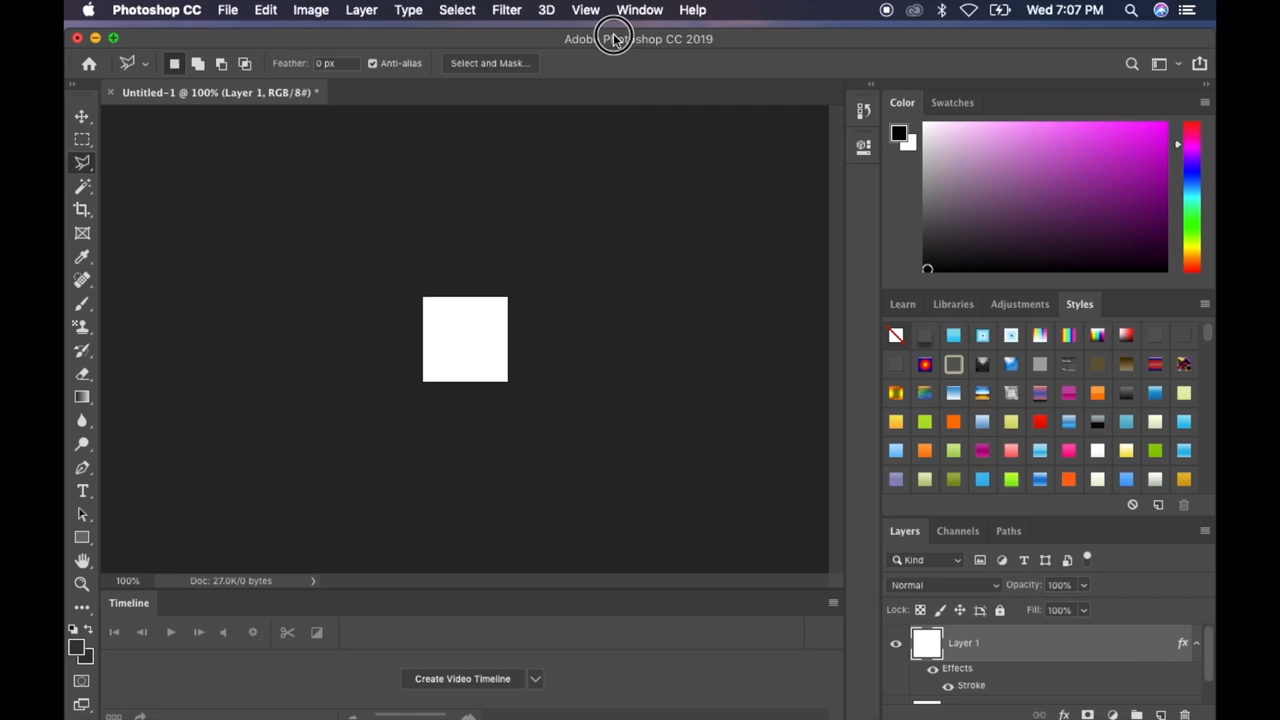 Photoshop CC File Edit Image Layer Type Select Filter 3D View Window Help Wed 7:07 PM
Adobe Photoshop CC 2019
Feather: 0 px Anti-alias Select and Mask...
Untitled-1 @ 100% (Layer 1, RGB/8#) *
Color Swatches
Learn Libraries Adjustments Styles
Layers Channels Paths
Kind
Normal Opacity: 100%
Lock: Fill: 100%
Layer 1 fx
Effects
Stroke
fx
100% Doc: 27.0K/0 bytes
Timeline
Create Video Timeline